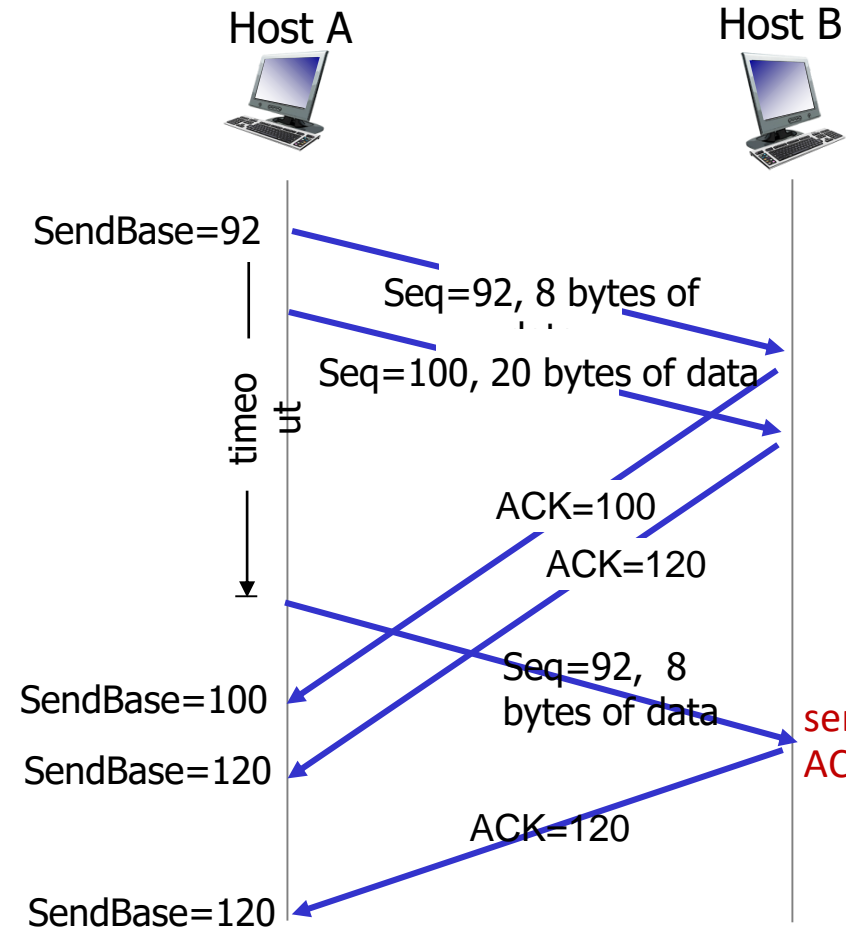 Host A
Host B
SendBase=92
Seq=92, 8 bytes of
Seq=100, 20 bytes of data
timeo
ut
ACK=100
ACK=120
Seq=92, 8
bytes of data
SendBase=100
SendBase=120
ACK=120
SendBase=120